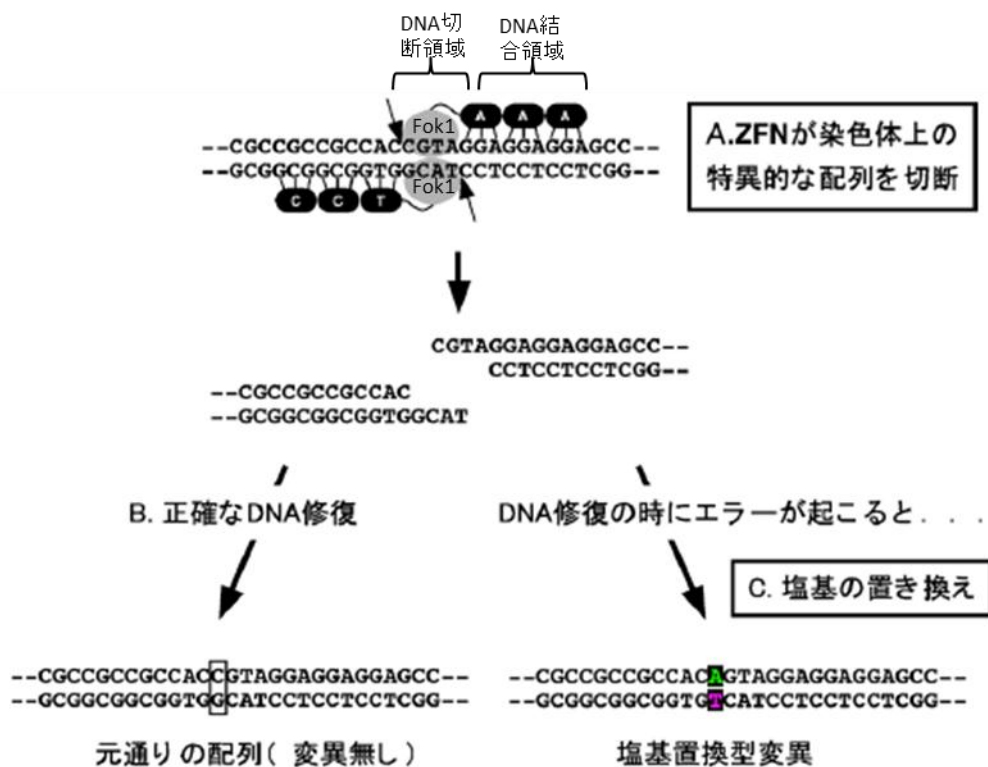 DNA切
断領域
DNA結
合領域
A A A
Fok1
--CGCCGCCGCCACCGTAGGAGGAGGAGCC--
--GCGGCGGCGGTGGCATCCTCCTCCTCGG--
Fok1
C C T
A.ZFNが染色体上の
特異的な配列を切断
CGTAGGAGGAGGAGCC--
CCTCCTCCTCGG--
--CGCCGCCGCCAC
--GCGGCGGCGGTGGCAT
B. 正確なDNA修復
DNA修復の時にエラーが起こると．．．
C. 塩基の置き換え
--CGCCGCCGCCACCGTAGGAGGAGGAGCC--
--GCGGCGGCGGTGGCATCCTCCTCCTCGG--
元通りの配列( 変異無し )
--CGCCGCCGCCACAGTAGGAGGAGGAGCC--
--GCGGCGGCGGTGTCATCCTCCTCCTCGG--
塩基置換型変異